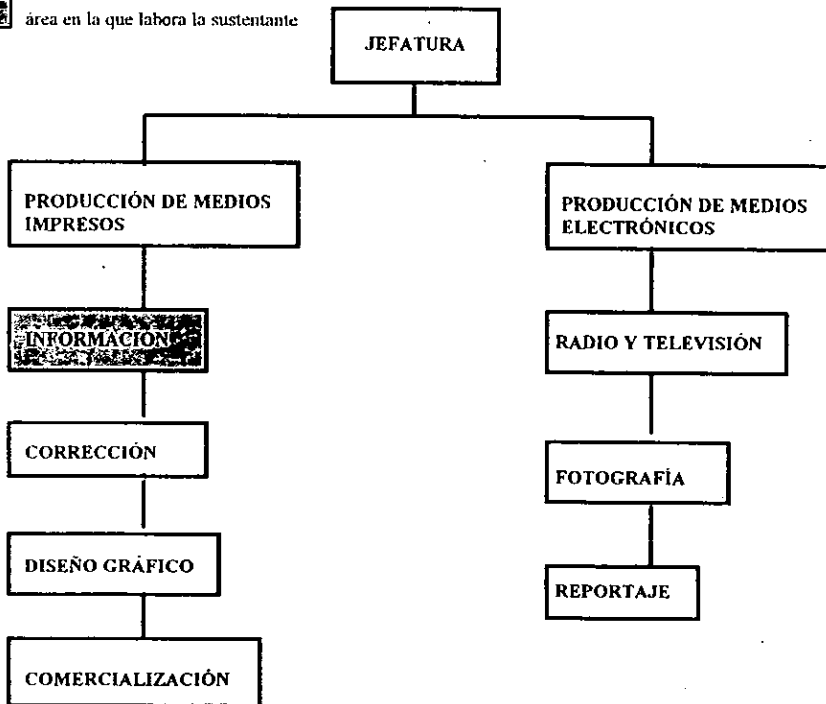 área en la que labora la sustentante
JEFATURA
PRODUCCIÓN DE MEDIOS
IMPRESOS
INFORMACION
CORRECCIÓN
DISEÑO GRÁFICO
COMERCIALIZACIÓN
PRODUCCIÓN DE MEDIOS
ELECTRÓNICOS
RADIO Y TELEVISIÓN
FOTOGRAFÍA
REPORTAJE